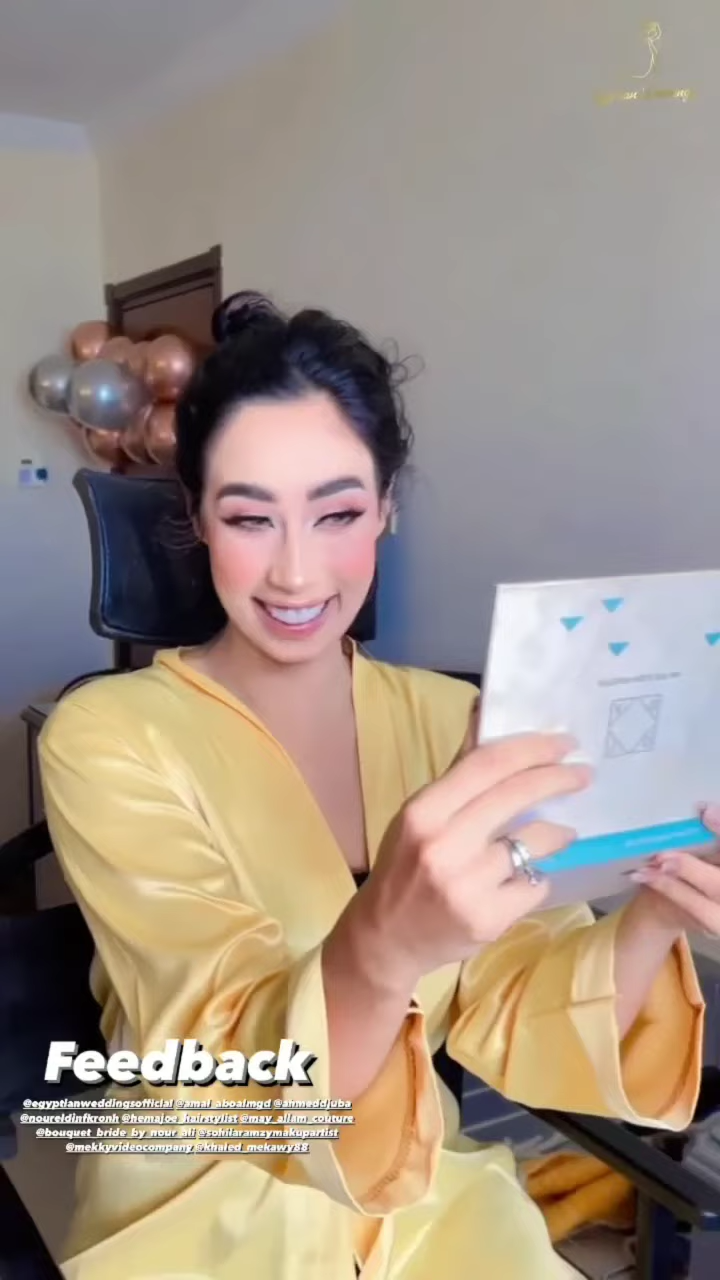 Feedback
@egyptianweddingsofficial @amal_aboalmgd @ahmeddjuba
@noureldinfkronh @hemajoe_hairstylist @may_allam_couture
@bouquet_bride_by_nour_ali @sohilaramzymakupartist
@mekkyvideocompany @khaled_mekawy88